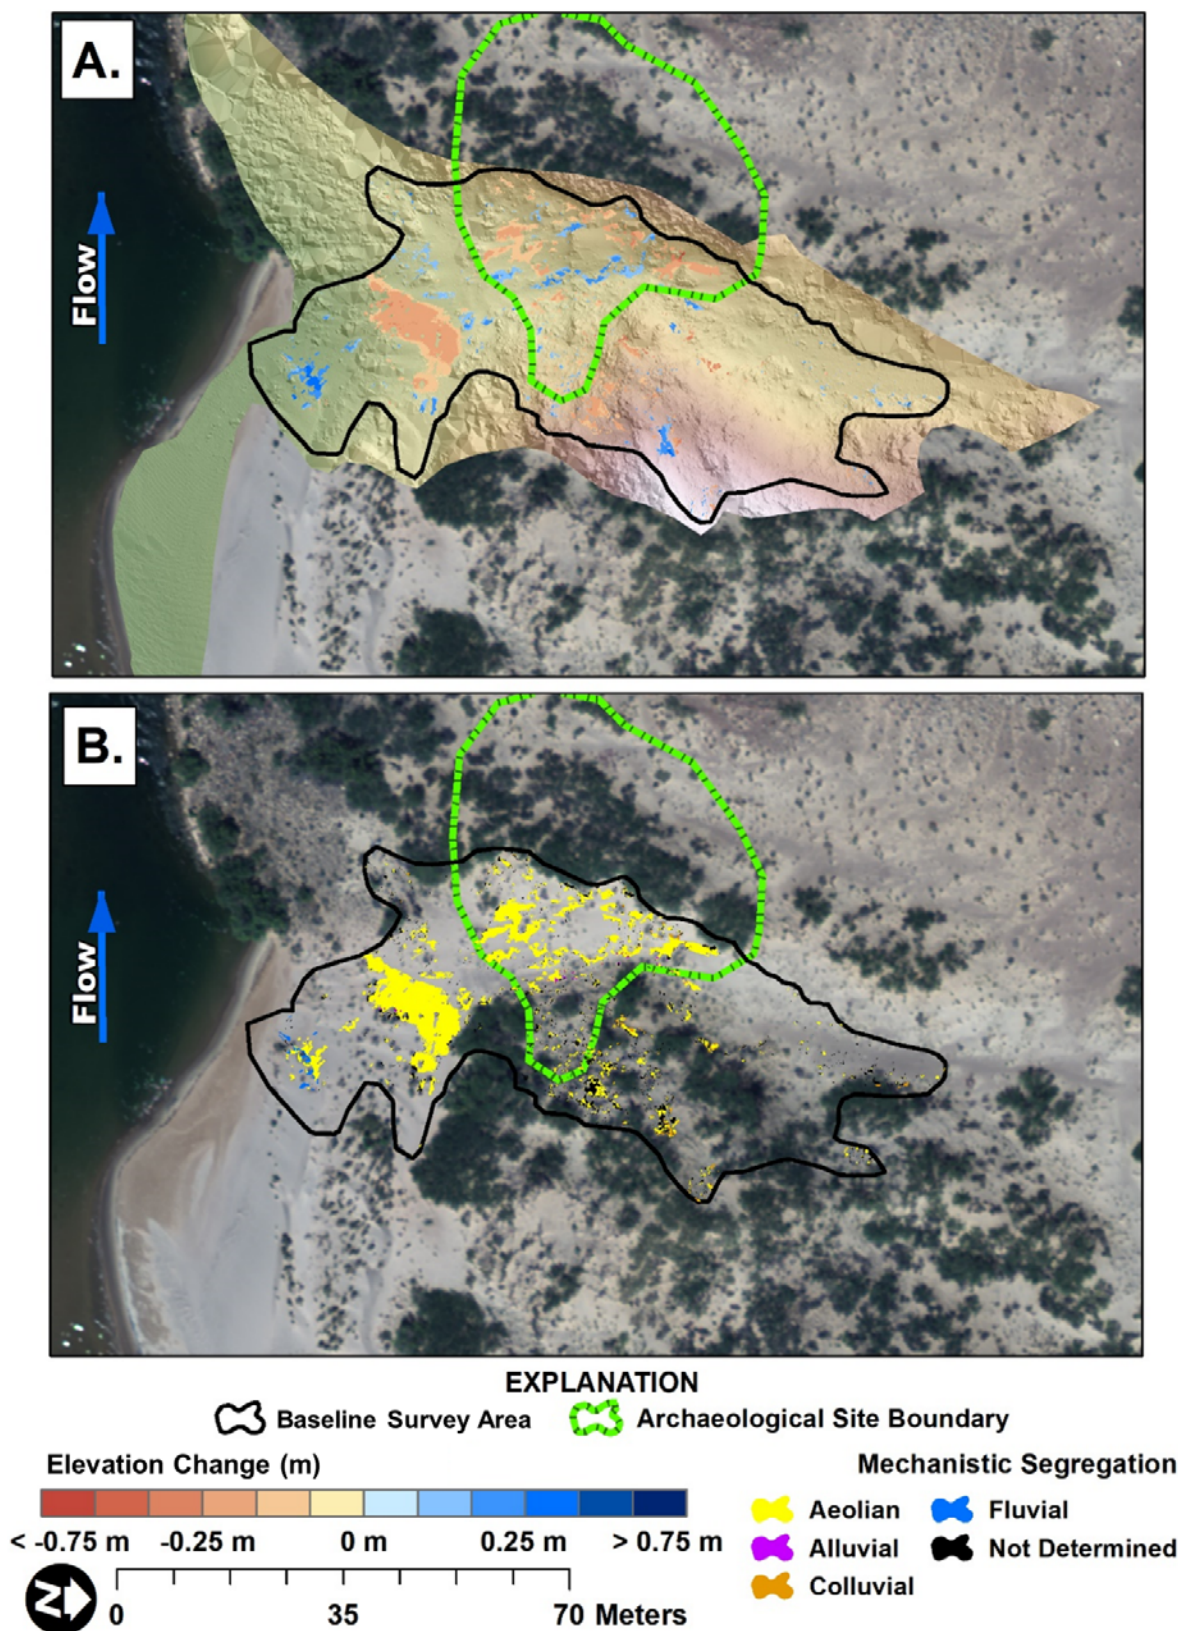 A.
Flow
B.
Flow
EXPLANATION
Baseline Survey Area
Archaeological Site Boundary
Elevation Change (m)
Mechanistic Segregation
Aeolian
Fluvial
Alluvial
Not Determined
Colluvial
< -0.75 m -0.25 m 0 m 0.25 m > 0.75 m
N
0 35 70 Meters